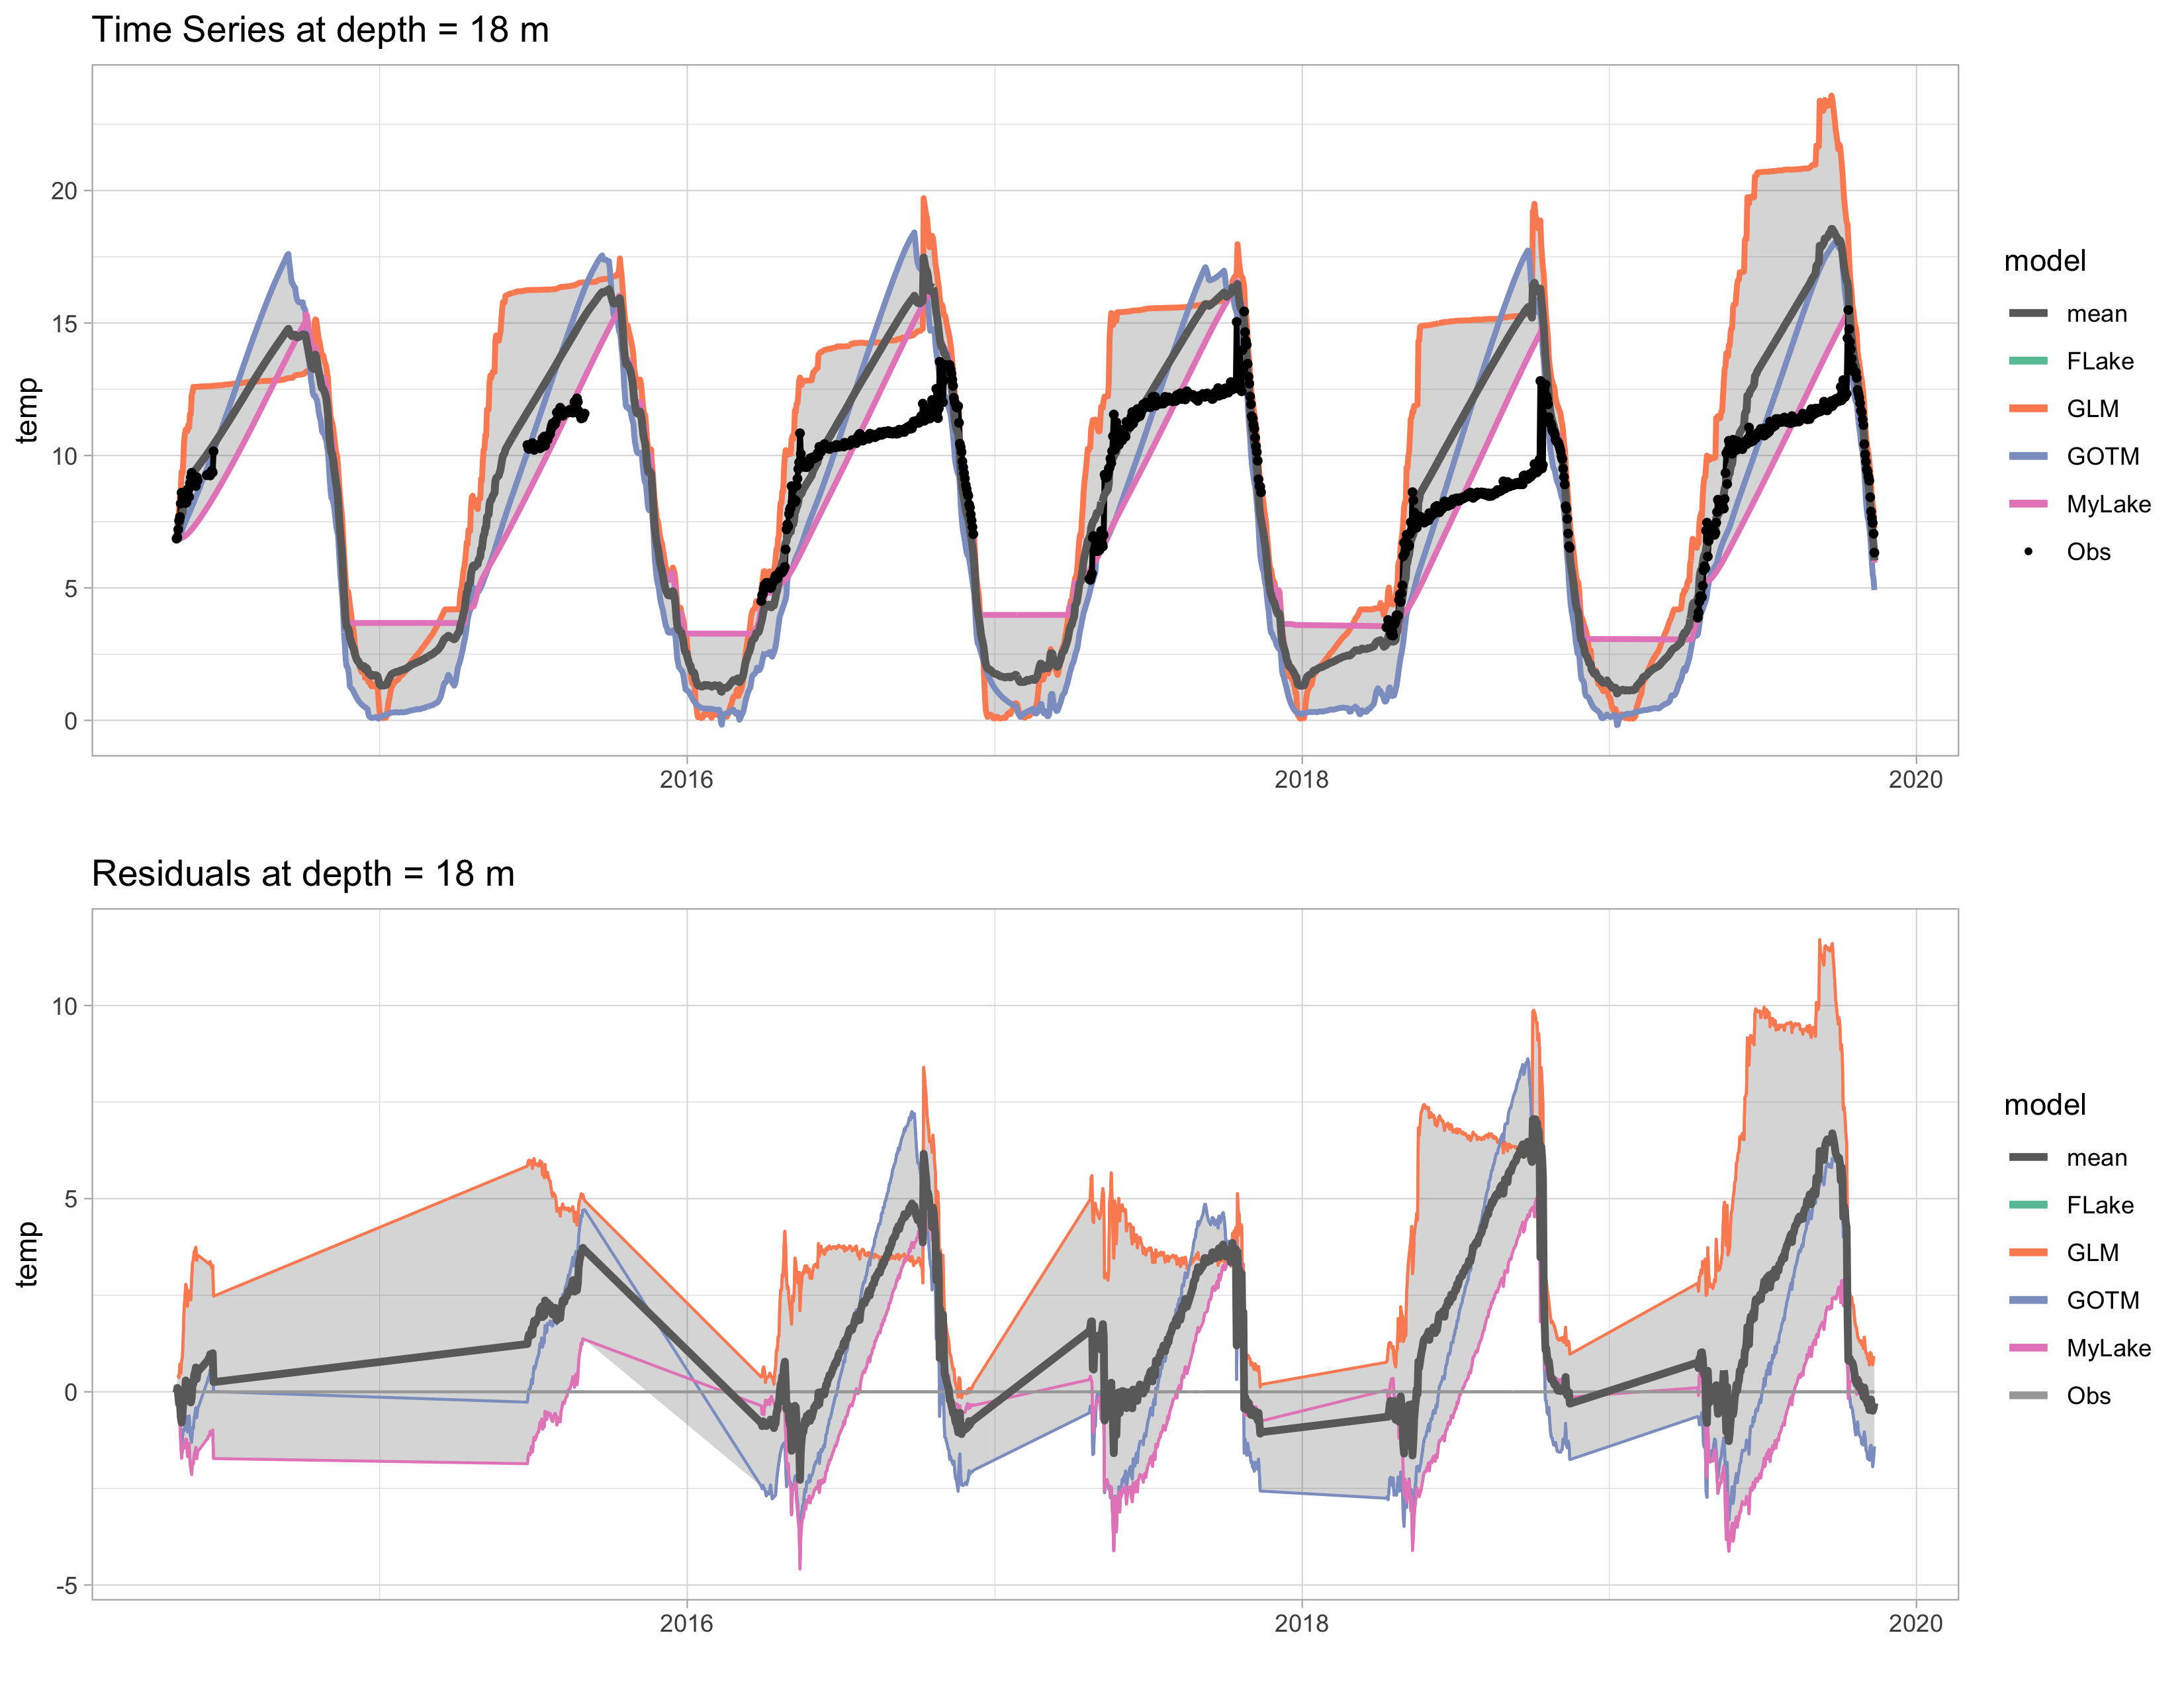 Time Series at depth = 18 m
temp
20
15
10
5
0
2016
2018
2020
model
mean
FLake
GLM
GOTM
MyLake
Obs
Residuals at depth = 18 m
temp
10
5
0
-5
2016
2018
2020
model
mean
FLake
GLM
GOTM
MyLake
Obs